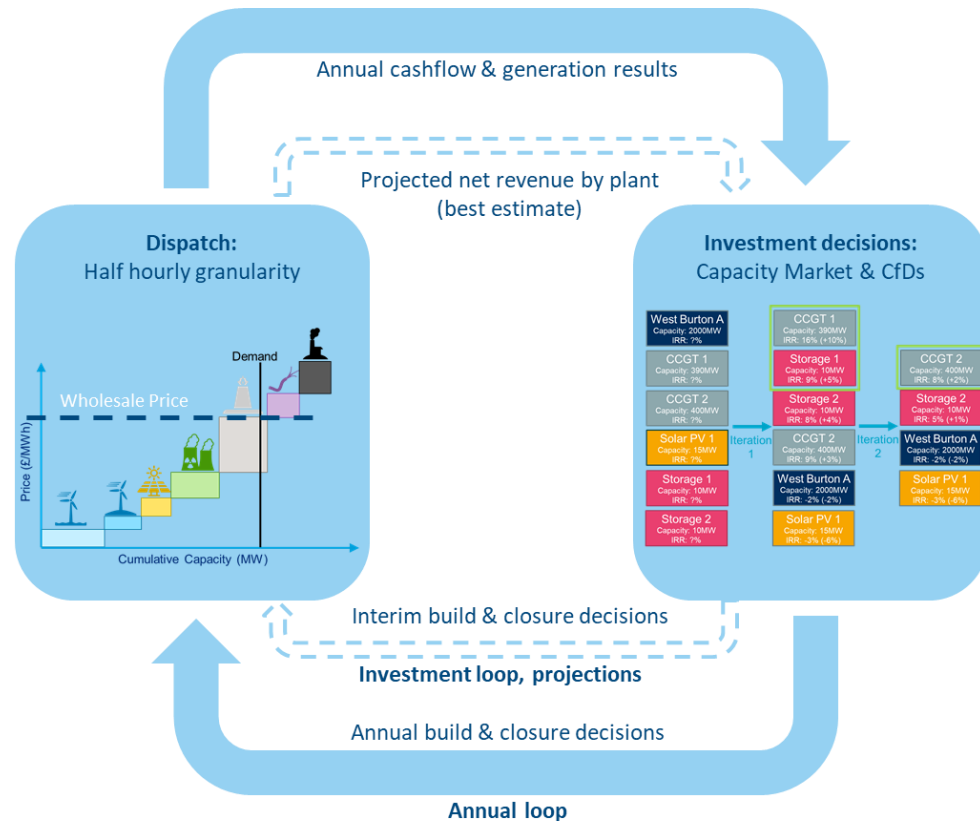 Annual cashflow & generation results
Projected net revenue by plant
(best estimate)
Dispatch:
Half hourly granularity
Demand
Wholesale Price
Price (£/MWh)
Cumulative Capacity (MW)
Investment decisions:
Capacity Market & CfDs
West Burton A
Capacity: 2000MW
IRR: ?%
CCGT 1
Capacity: 390MW
IRR: ?%
CCGT 2
Capacity: 400MW
IRR: ?%
Solar PV 1
Capacity: 15MW
IRR: ?%
Storage 1
Capacity: 10MW
IRR: ?%
Storage 2
Capacity: 10MW
IRR: ?%
Iteration
1
CCGT 1
Capacity: 390MW
IRR: 16% (+10%)
Storage 1
Capacity: 10MW
IRR: 9% (+5%)
Storage 2
Capacity: 10MW
IRR: 8% (+4%)
CCGT 2
Capacity: 400MW
IRR: 9% (+3%)
West Burton A
Capacity: 2000MW
IRR: -2% (-2%)
Solar PV 1
Capacity: 15MW
IRR: -3% (-6%)
Iteration
2
CCGT 2
Capacity: 400MW
IRR: 8% (+2%)
Storage 2
Capacity: 10MW
IRR: 5% (+1%)
West Burton A
Capacity: 2000MW
IRR: -2% (-2%)
Solar PV 1
Capacity: 15MW
IRR: -3% (-6%)
Interim build & closure decisions
Investment loop, projections
Annual build & closure decisions
Annual loop